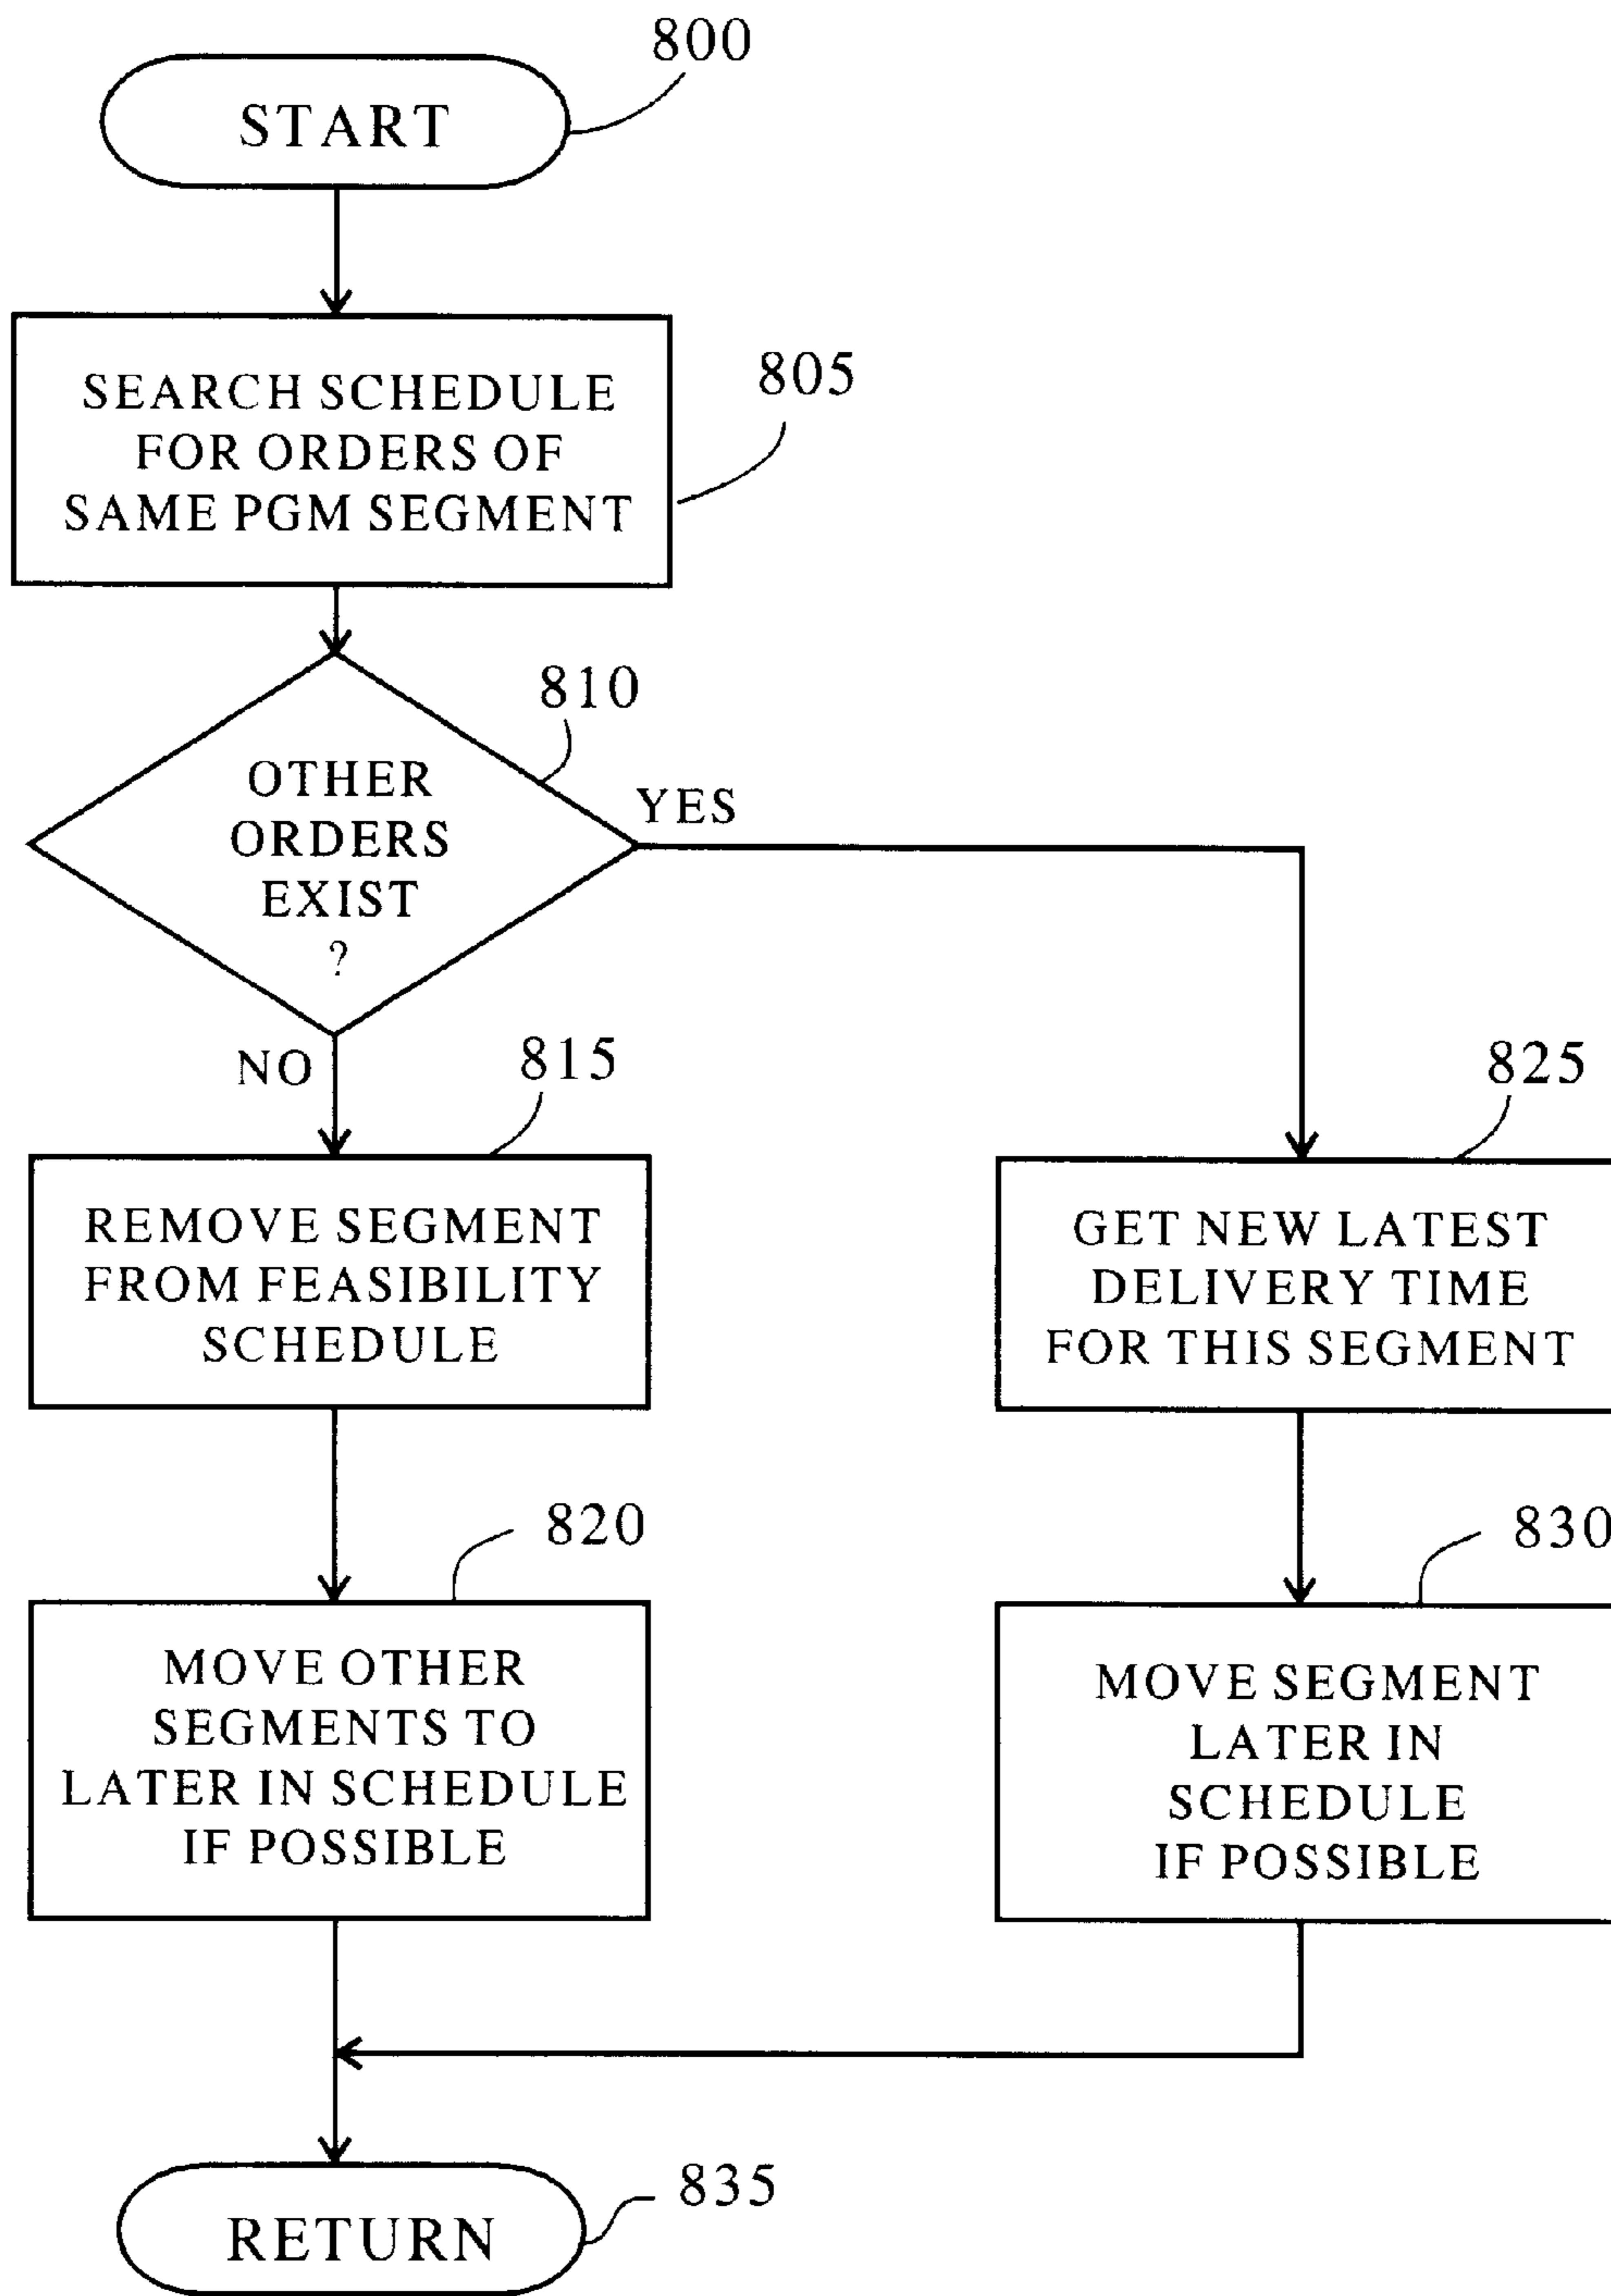 800
START
805
SEARCH SCHEDULE
FOR ORDERS OF
SAME PGM SEGMENT
810
OTHER
ORDERS
EXIST
?
YES
NO
815
REMOVE SEGMENT
FROM FEASIBILITY
SCHEDULE
825
GET NEW LATEST
DELIVERY TIME
FOR THIS SEGMENT
820
MOVE OTHER
SEGMENTS TO
LATER IN SCHEDULE
IF POSSIBLE
830
MOVE SEGMENT
LATER IN
SCHEDULE
IF POSSIBLE
835
RETURN